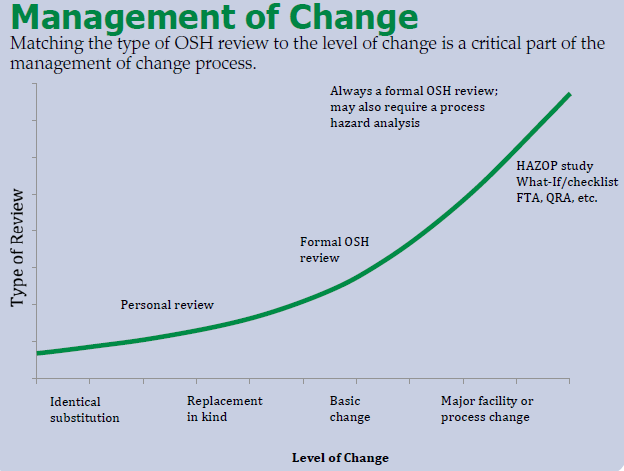 Management of Change
Matching the type of OSH review to the level of change is a critical part of the
management of change process.
Always a formal OSH review;
may also require a process
hazard analysis
HAZOP study
What-If/checklist
FTA, QRA, etc.
Formal OSH
review
Personal review
Type of Review
Identical
substitution
Replacement
in kind
Basic
change
Major facility or
process change
Level of Change